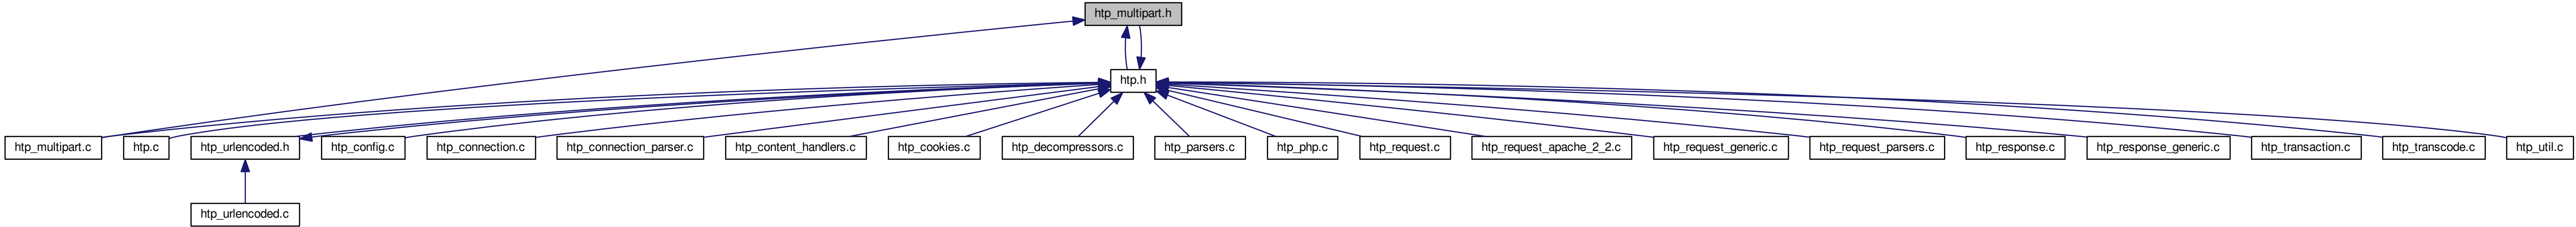 htp_multipart.h
htp.h
htp_multipart.c
htp.c
htp_urlencoded.h
htp_config.c
htp_connection.c
htp_connection_parser.c
htp_content_handlers.c
htp_cookies.c
htp_decompressors.c
htp_parsers.c
htp_php.c
htp_request.c
htp_request_apache_2_2.c
htp_request_generic.c
htp_request_parsers.c
htp_response.c
htp_response_generic.c
htp_transaction.c
htp_transcode.c
htp_util.c
htp_urlencoded.c